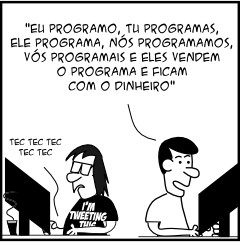 "EU PROGRAMO, TU PROGRAMAS,
ELE PROGRAMA, NÓS PROGRAMAMOS,
VÓS PROGRAMAIS E ELES VENDEM
O PROGRAMA E FICAM
COM O DINHEIRO"
TEC TEC TEC
TEC TEC
I'M
TWEETING
THIS